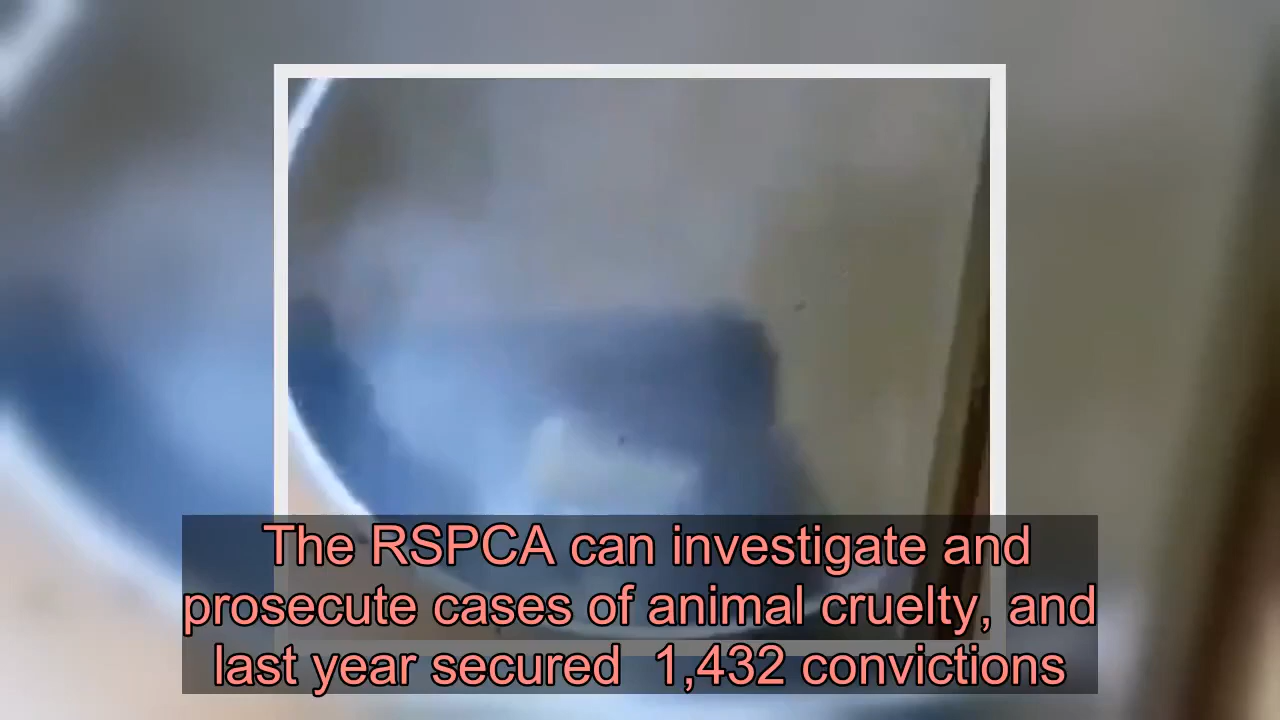 The RSPCA can investigate and
prosecute cases of animal cruelty, and
last year secured  1,432 convictions